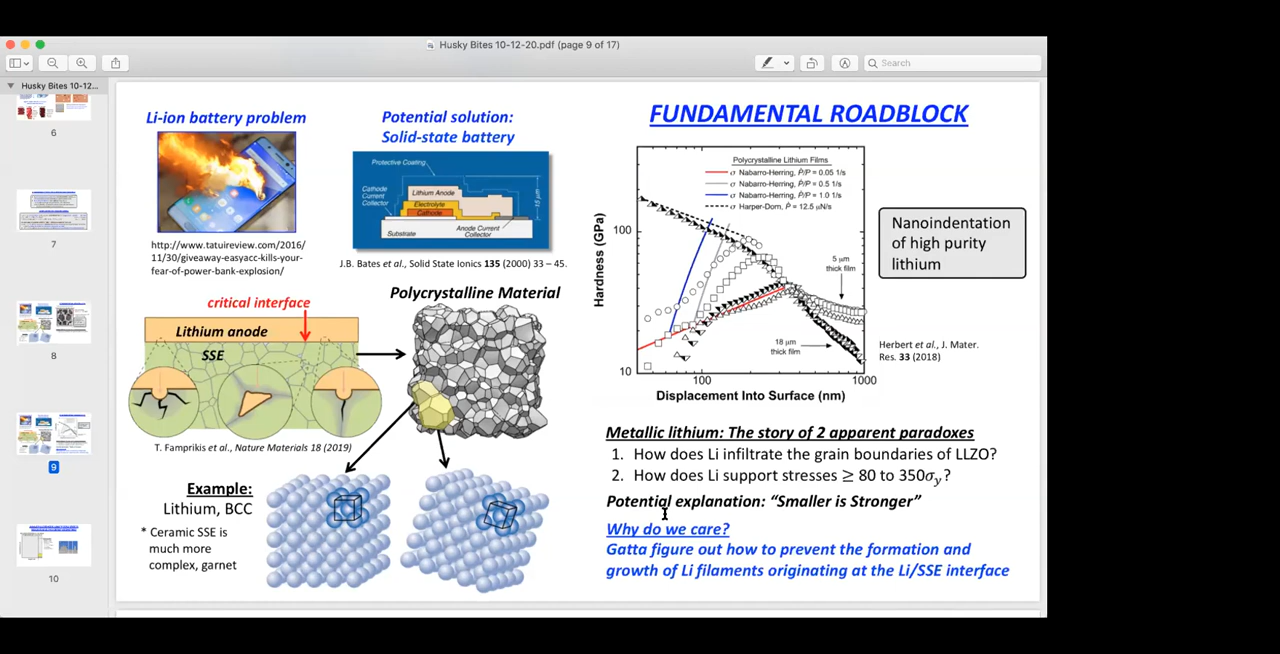 Husky Bites 10-12-20.pdf (page 9 of 17)
Search
Husky Bites 10-12...
6
7
8
9
10
Li-ion battery problem
http://www.tatuireview.com/2016/
11/30/giveaway-easyacc-kills-your-
fear-of-power-bank-explosion/
Potential solution:
Solid-state battery
Protective Coating
Cathode
Current
Collector
Lithium Anode
Electrolyte
Cathode
Substrate
Anode Current
Collector
15 μm
J.B. Bates et al., Solid State Ionics 135 (2000) 33 – 45.
critical interface
Lithium anode
SSE
T. Famprikis et al., Nature Materials 18 (2019)
Polycrystalline Material
Example:
Lithium, BCC
* Ceramic SSE is
much more
complex, garnet
FUNDAMENTAL ROADBLOCK
Polycrystalline Lithium Films
σ Nabarro-Herring, Ṗ/P = 0.05 1/s
σ Nabarro-Herring, Ṗ/P = 0.5 1/s
σ Nabarro-Herring, Ṗ/P = 1.0 1/s
σ Harper-Dorn, Ṗ = 12.5 μN/s
Hardness (GPa)
100
10
5 μm
thick film
18 μm
thick film
100
1000
Displacement Into Surface (nm)
Nanoindentation
of high purity
lithium
Herbert et al., J. Mater.
Res. 33 (2018)
Metallic lithium: The story of 2 apparent paradoxes
1. How does Li infiltrate the grain boundaries of LLZO?
2. How does Li support stresses ≥ 80 to 350σy?
Potential explanation: “Smaller is Stronger”
Why do we care?
Gatta figure out how to prevent the formation and
growth of Li filaments originating at the Li/SSE interface